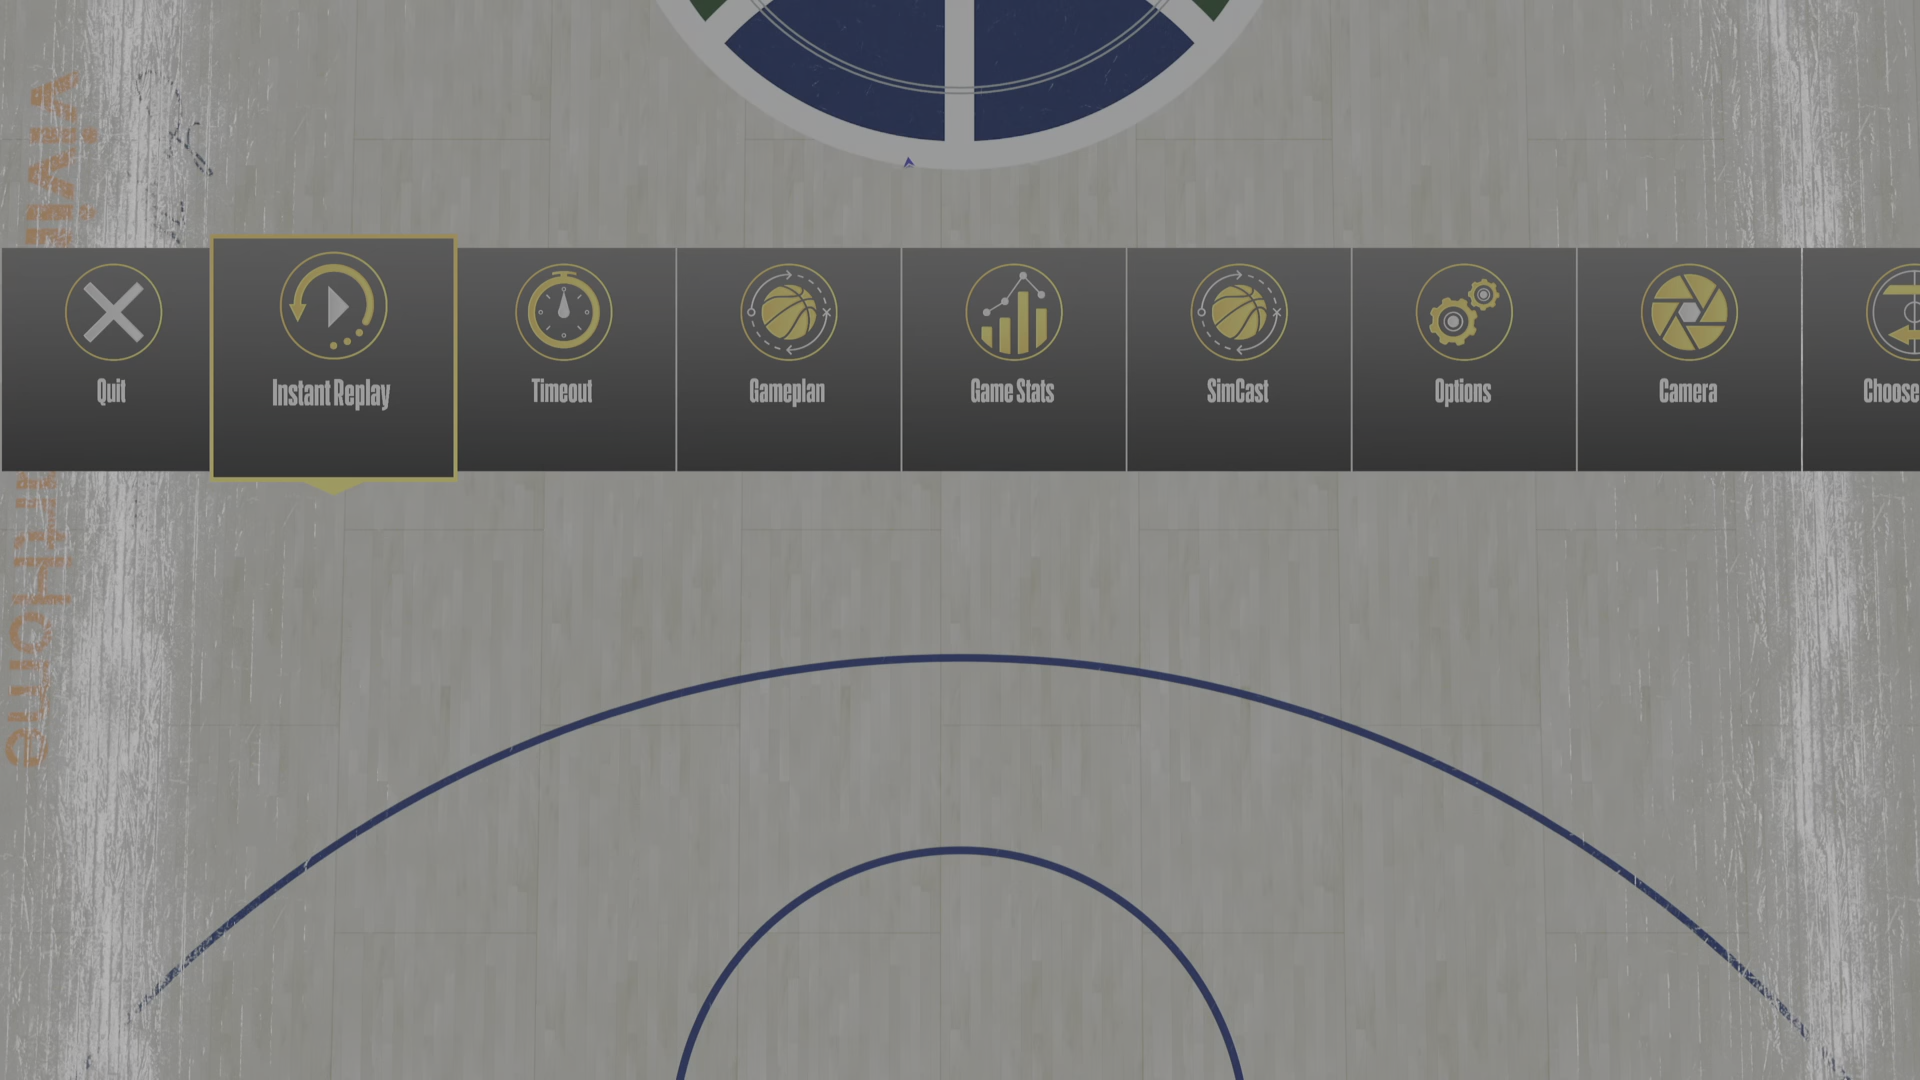 Quit
Instant Replay
Timeout
Gameplan
Game Stats
SimCast
Options
Camera
Choose